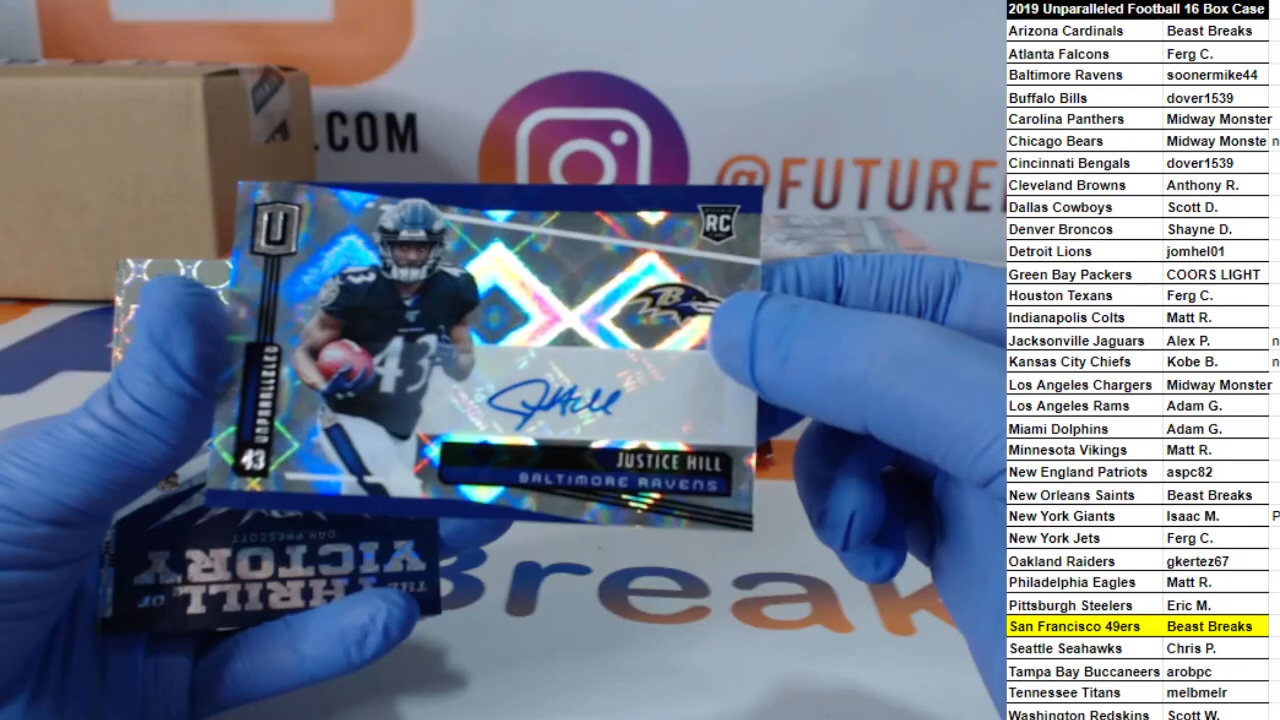 .COM
@FUTURE
U
RC
B
43
UNPARALLELED
43
J Hill
JUSTICE HILL
BALTIMORE RAVENS
DAK PRESCOTT
THE THRILL OF VICTORY
Break
2019 Unparalleled Football 16 Box Case
Arizona Cardinals Beast Breaks
Atlanta Falcons Ferg C.
Baltimore Ravens soonermike44
Buffalo Bills dover1539
Carolina Panthers Midway Monster
Chicago Bears Midway Monste n
Cincinnati Bengals dover1539
Cleveland Browns Anthony R.
Dallas Cowboys Scott D.
Denver Broncos Shayne D.
Detroit Lions jomhel01
Green Bay Packers COORS LIGHT
Houston Texans Ferg C.
Indianapolis Colts Matt R.
Jacksonville Jaguars Alex P. n
Kansas City Chiefs Kobe B. n
Los Angeles Chargers Midway Monster
Los Angeles Rams Adam G.
Miami Dolphins Adam G.
Minnesota Vikings Matt R.
New England Patriots aspc82
New Orleans Saints Beast Breaks
New York Giants Isaac M. P
New York Jets Ferg C.
Oakland Raiders gkertez67
Philadelphia Eagles Matt R.
Pittsburgh Steelers Eric M.
San Francisco 49ers Beast Breaks
Seattle Seahawks Chris P.
Tampa Bay Buccaneers arobpc
Tennessee Titans melbmelr
Washington Redskins Scott W.